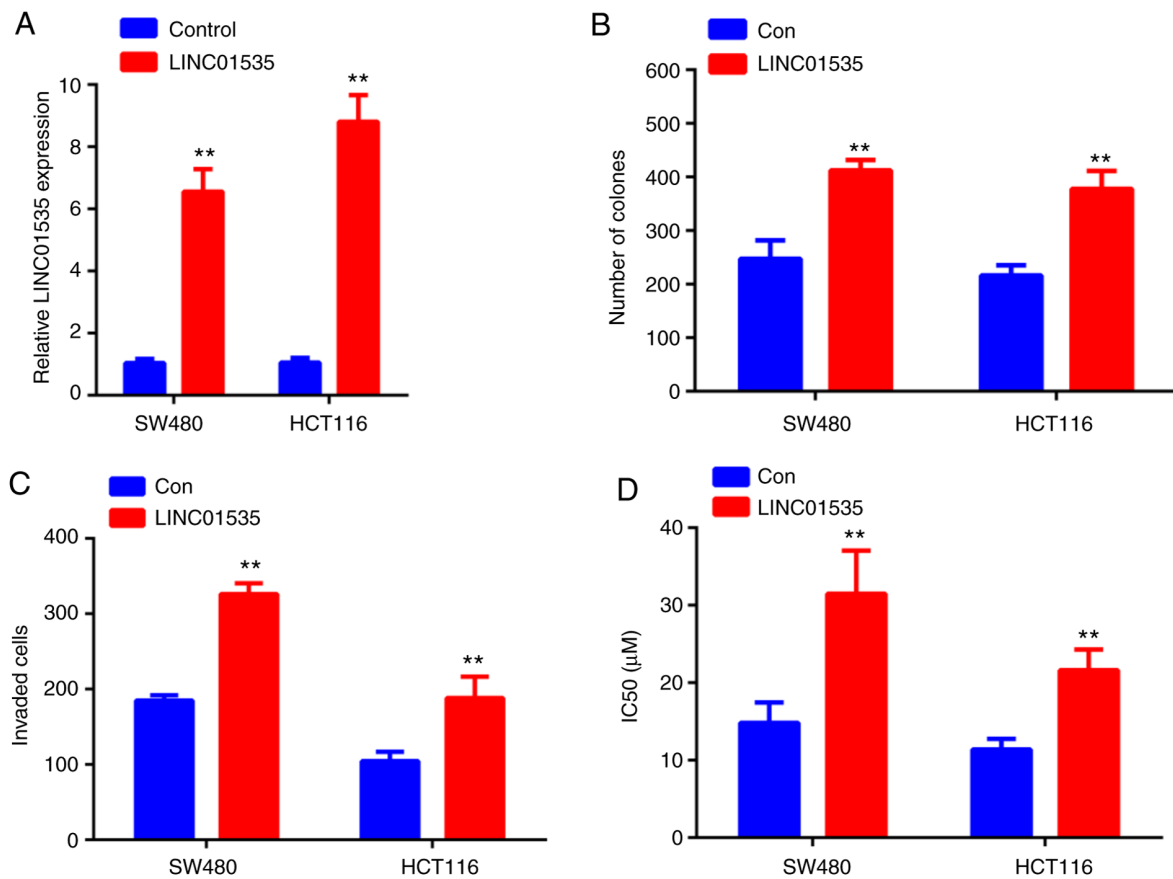 A
Control
LINC01535
Relative LINC01535 expression
10
8
6
4
2
0
**
**
SW480
HCT116
B
Con
LINC01535
Number of colones
600
500
400
300
200
100
0
**
**
SW480
HCT116
C
Con
LINC01535
Invaded cells
400
300
200
100
0
**
**
SW480
HCT116
D
Con
LINC01535
IC50 (μM)
40
30
20
10
0
**
**
SW480
HCT116